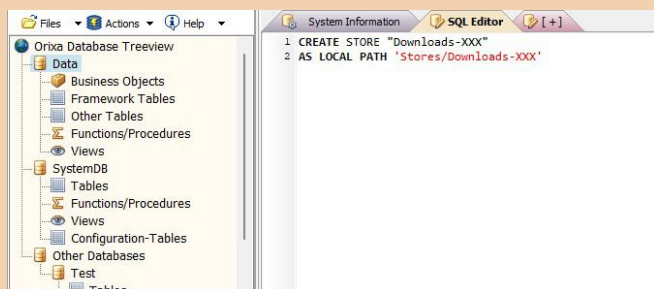 Files Actions Help
Orixa Database Treeview
Data
Business Objects
Framework Tables
Other Tables
Functions/Procedures
Views
SystemDB
Tables
Functions/Procedures
Views
Configuration-Tables
Other Databases
Test
Tables
System Information SQL Editor [+]
1 CREATE STORE "Downloads-XXX"
2 AS LOCAL PATH 'Stores/Downloads-XXX'